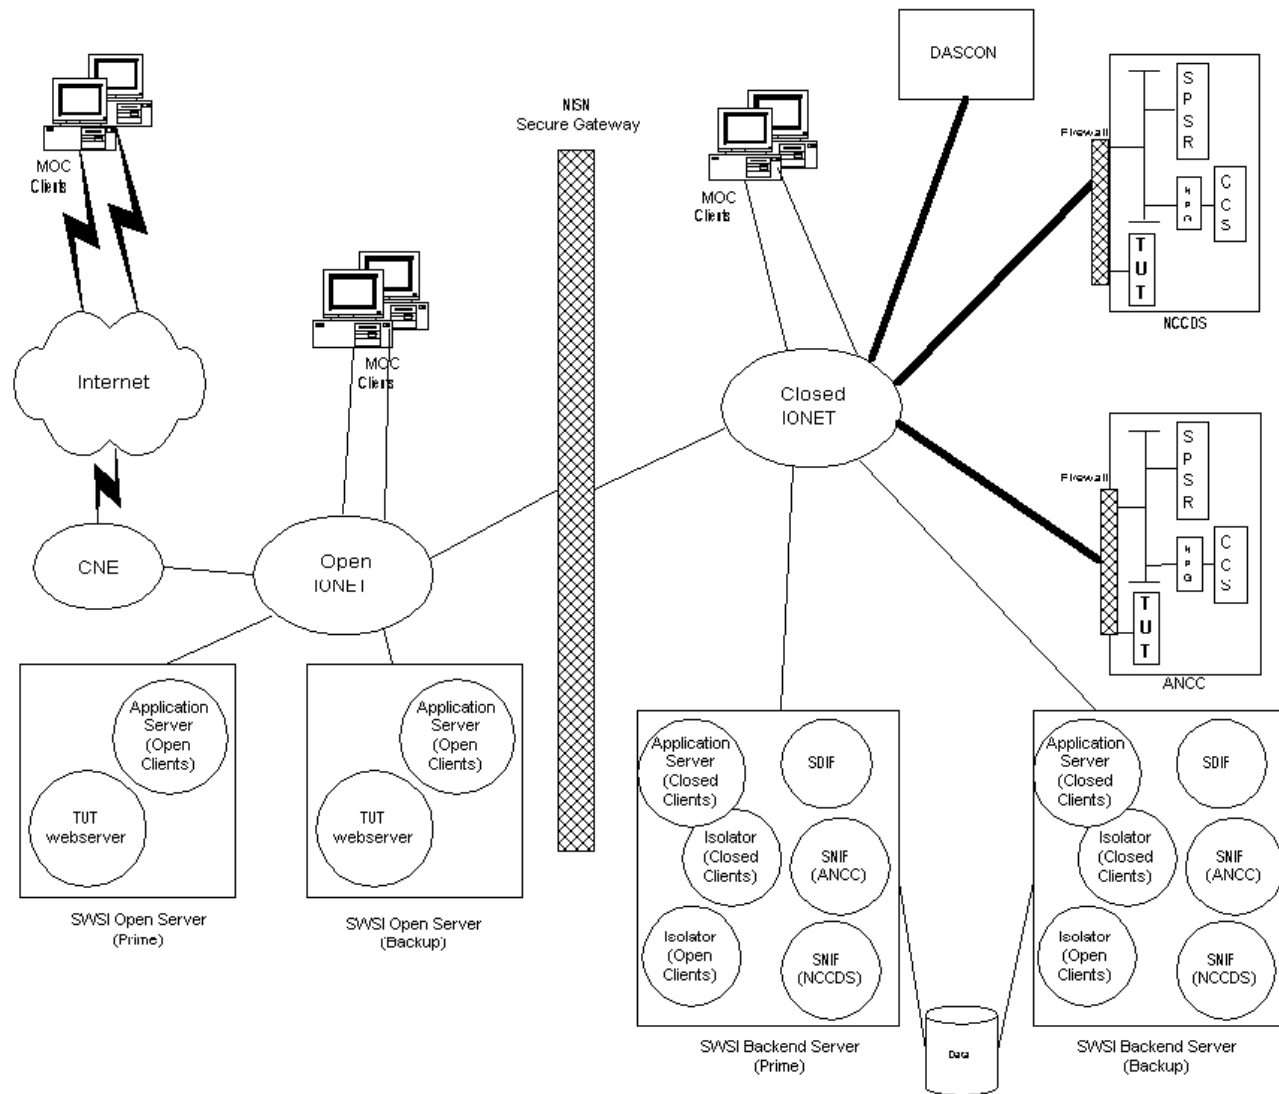 MOC
Clients
Internet
CNE
MOC
Clients
Open
IONET
NISN
Secure Gateway
MOC
Clients
Closed
IONET
DASCON
Firewall
S
P
S
R
C
C
S
T
U
T
NCCDS
Firewall
S
P
S
R
N
P
G
C
C
S
T
U
T
ANCC
Application
Server
(Open
Clients)
TUT
webserver
SWSI Open Server
(Prime)
Application
Server
(Open
Clients)
TUT
webserver
SWSI Open Server
(Backup)
Application
Server
(Closed
Clients)
SDIF
Isolator
(Closed
Clients)
SNIF
(ANCC)
Isolator
(Open
Clients)
SNIF
(NCCDS)
SWSI Backend Server
(Prime)
Data
Application
Server
(Closed
Clients)
SDIF
Isolator
(Closed
Clients)
SNIF
(ANCC)
Isolator
(Open
Clients)
SNIF
(NCCDS)
SWSI Backend Server
(Backup)